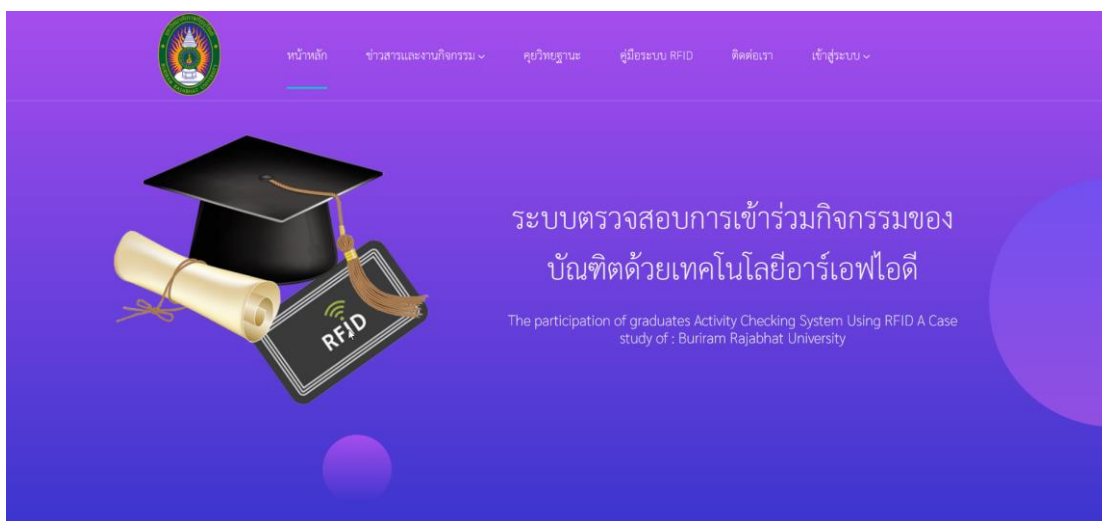 หน้าหลัก ข่าวสารและงานกิจกรรม คุยวิทยฐานะ คู่มือระบบ RFID ติดต่อเรา เข้าสู่ระบบ
ระบบตรวจสอบการเข้าร่วมกิจกรรมของ
บัณฑิตด้วยเทคโนโลยีอาร์เอฟไอดี
The participation of graduates Activity Checking System Using RFID A Case
study of : Buriram Rajabhat University
RFID